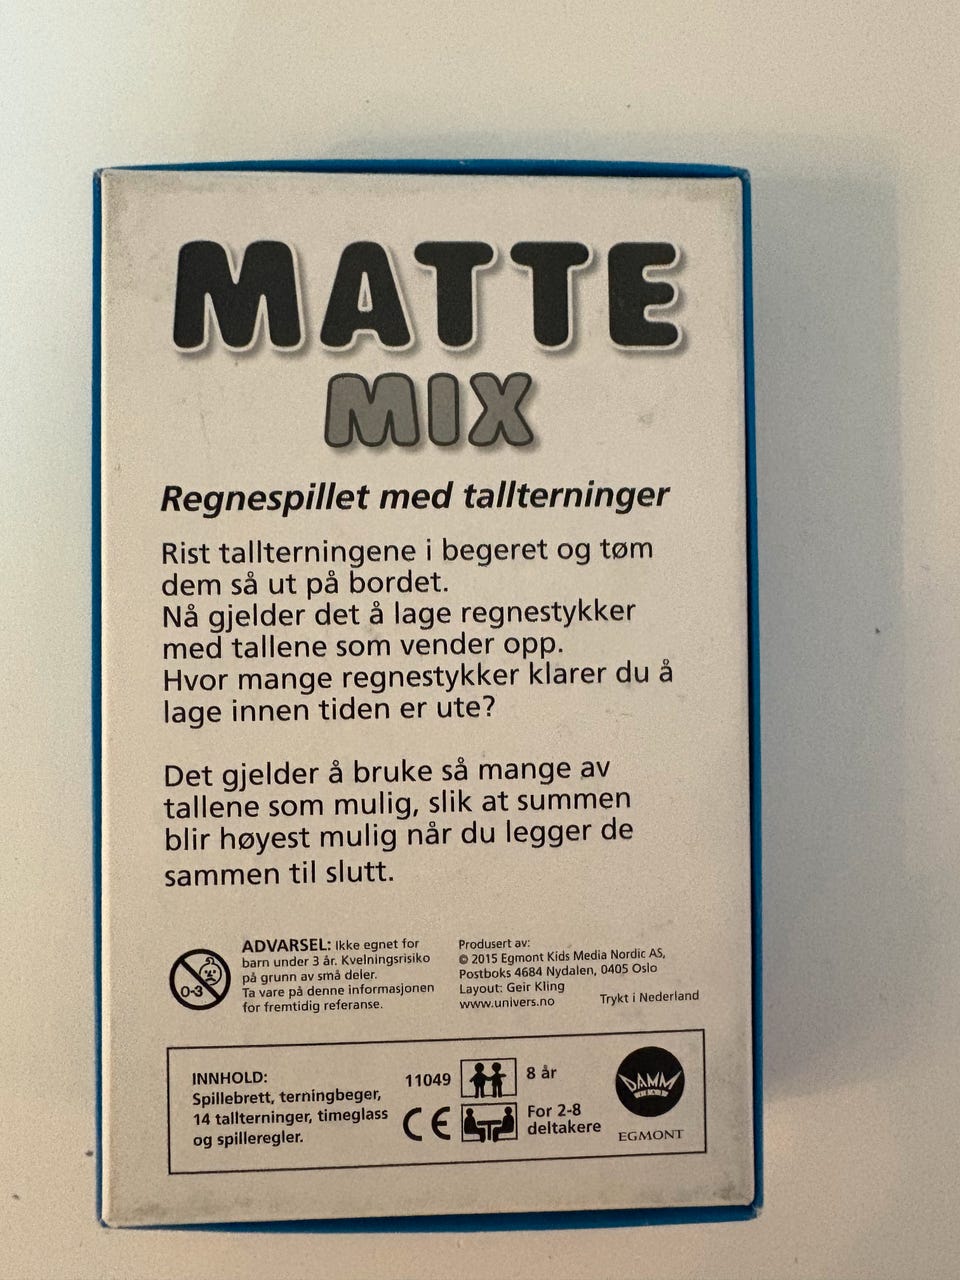 MATTE
MIX
Regnespillet med tallterninger
Rist tallterningene i begeret og tøm
dem så ut på bordet.
Nå gjelder det å lage regnestykker
med tallene som vender opp.
Hvor mange regnestykker klarer du å
lage innen tiden er ute?
Det gjelder å bruke så mange av
tallene som mulig, slik at summen
blir høyest mulig når du legger de
sammen til slutt.
0-3
ADVARSEL: Ikke egnet for
barn under 3 år. Kvelningsrisiko
på grunn av små deler.
Ta vare på denne informasjonen
for fremtidig referanse.
Produsert av:
© 2015 Egmont Kids Media Nordic AS,
Postboks 4684 Nydalen, 0405 Oslo
Layout: Geir Kling
www.univers.no
Trykt i Nederland
INNHOLD:
Spillebrett, terningbeger,
14 tallterninger, timeglass
og spilleregler.
11049
CE
8 år
For 2-8
deltakere
DAMM
EGMONT